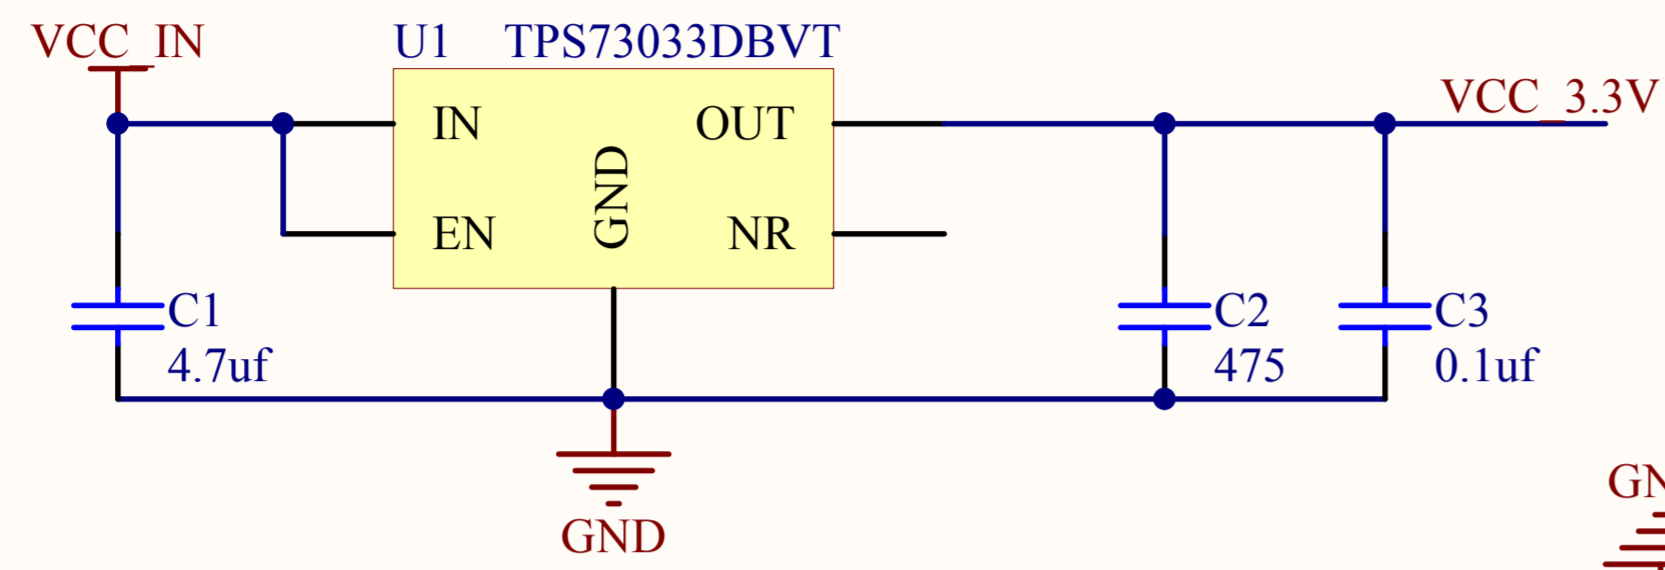 VCC_IN
U1 TPS73033DBVT
VCC_3.3V
IN
OUT
GND
EN
NR
C1
4.7uf
C2
475
C3
0.1uf
GND
GN